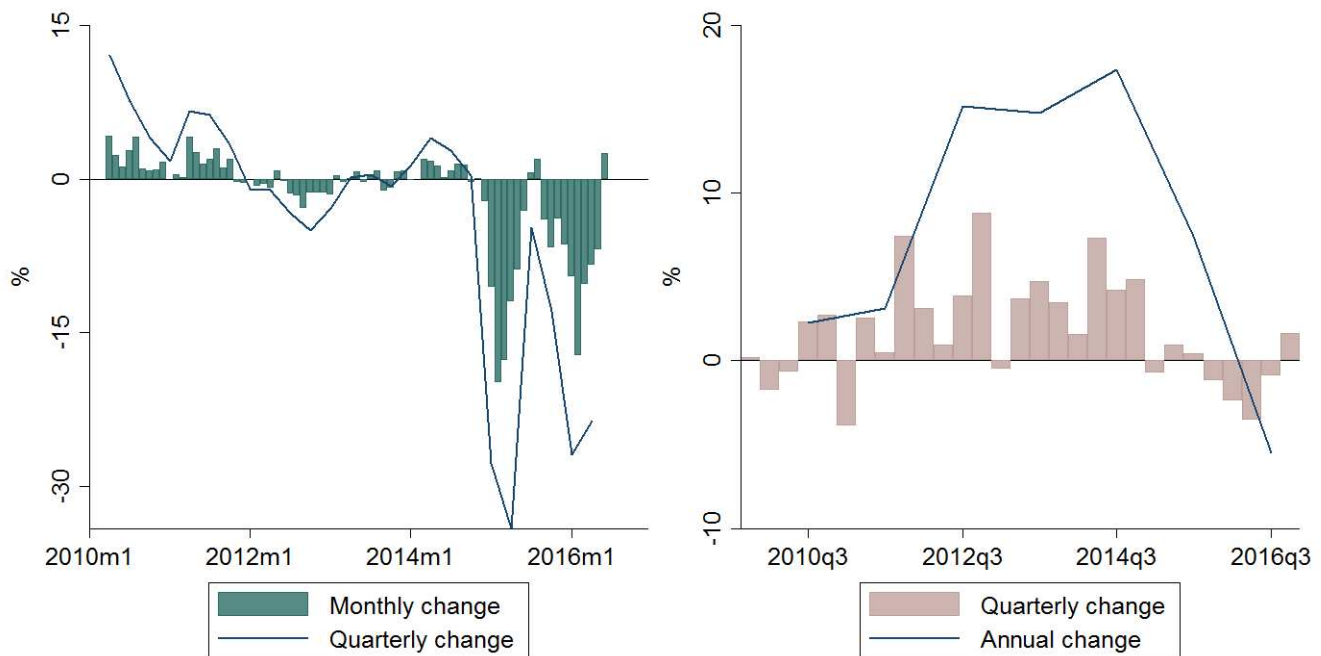 15
0
-15
-30
%
2010m1 2012m1 2014m1 2016m1
Monthly change
Quarterly change
20
10
0
-10
%
2010q3 2012q3 2014q3 2016q3
Quarterly change
Annual change